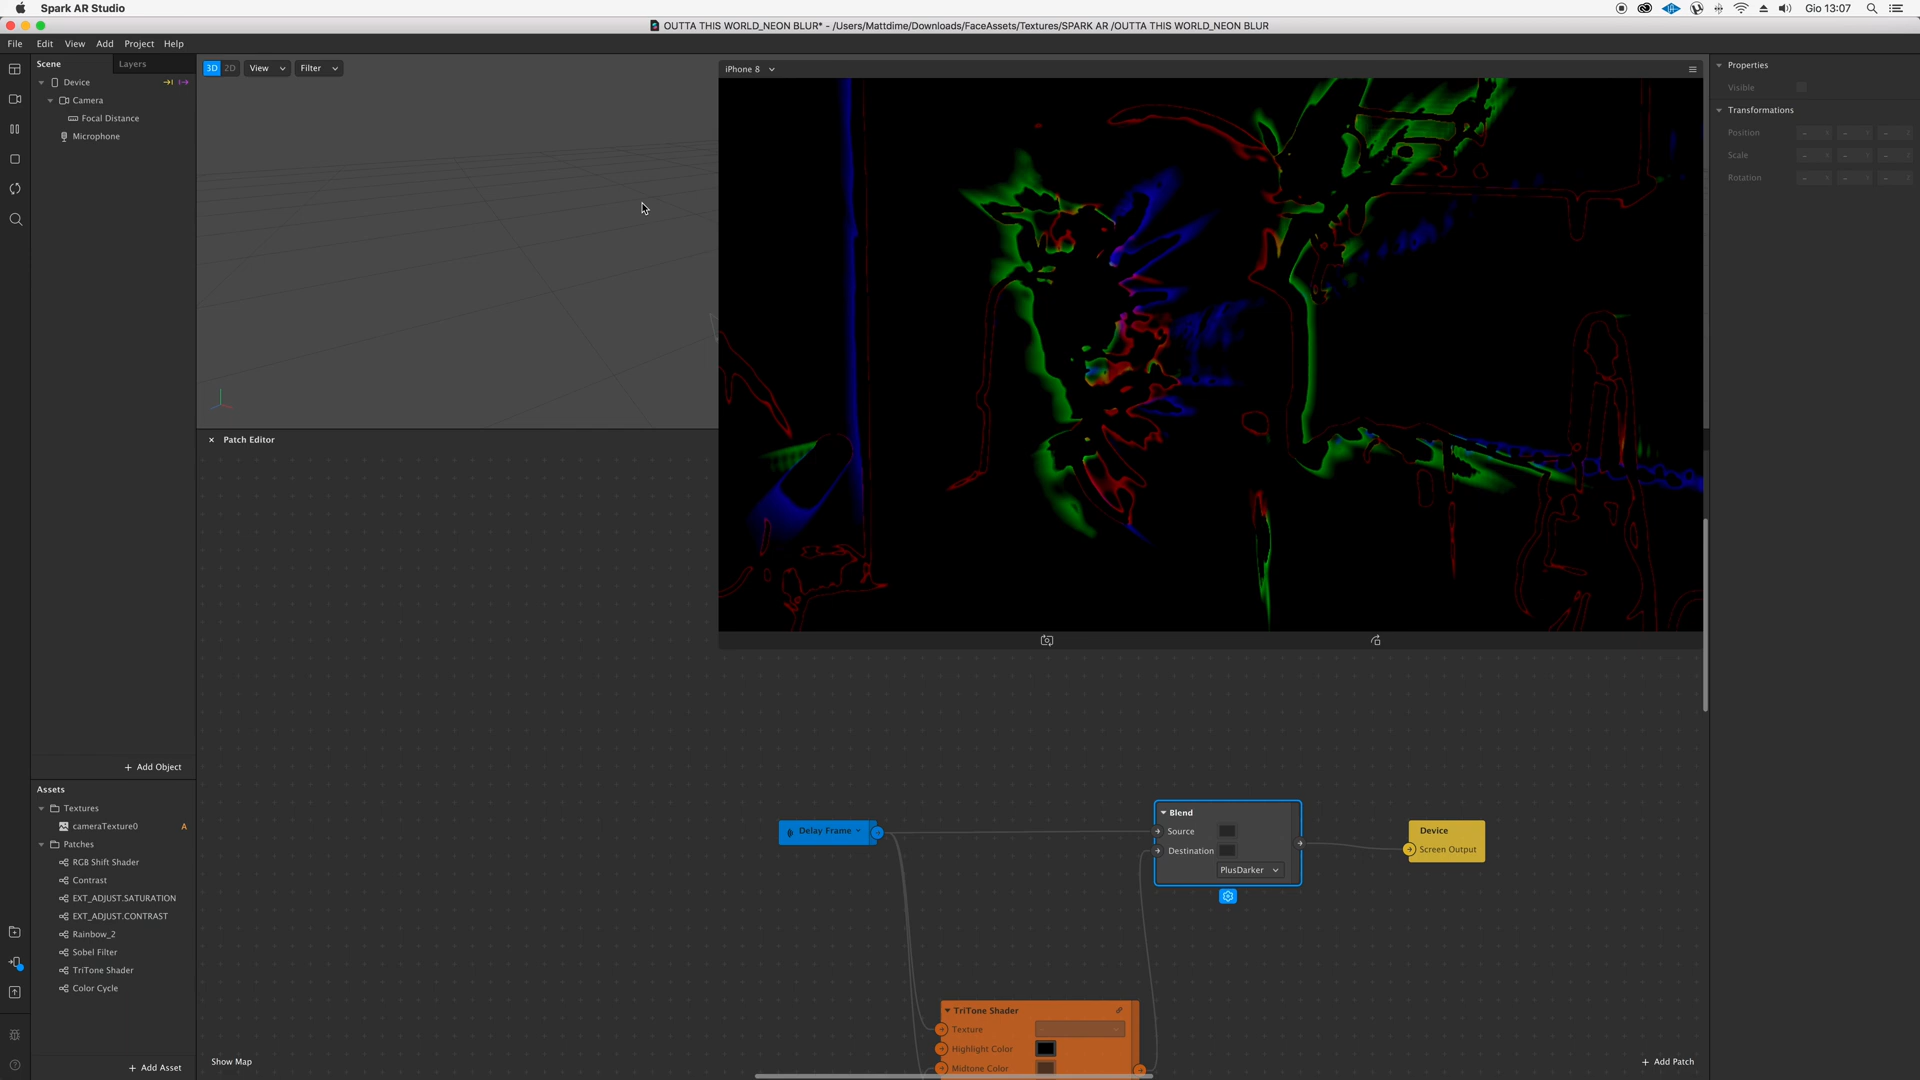 Spark AR Studio
Gio 13:07
OUTTA THIS WORLD_NEON BLUR* - /Users/Mattdime/Downloads/FaceAssets/Textures/SPARK AR /OUTTA THIS WORLD_NEON BLUR
File Edit View Add Project Help
Scene
Layers
3D 2D View Filter
iPhone 8
Properties
Device
Visible
Camera
Transformations
Focal Distance
Position
Microphone
Scale
Rotation
× Patch Editor
+ Add Object
Assets
Textures
cameraTexture0 A
Patches
RGB Shift Shader
Contrast
EXT_ADJUST.SATURATION
EXT_ADJUST.CONTRAST
Rainbow_2
Sobel Filter
TriTone Shader
Color Cycle
Delay Frame
Blend
Source
Destination
PlusDarker
Device
Screen Output
TriTone Shader
Texture
Highlight Color
Midtone Color
Show Map
+ Add Asset
+ Add Patch